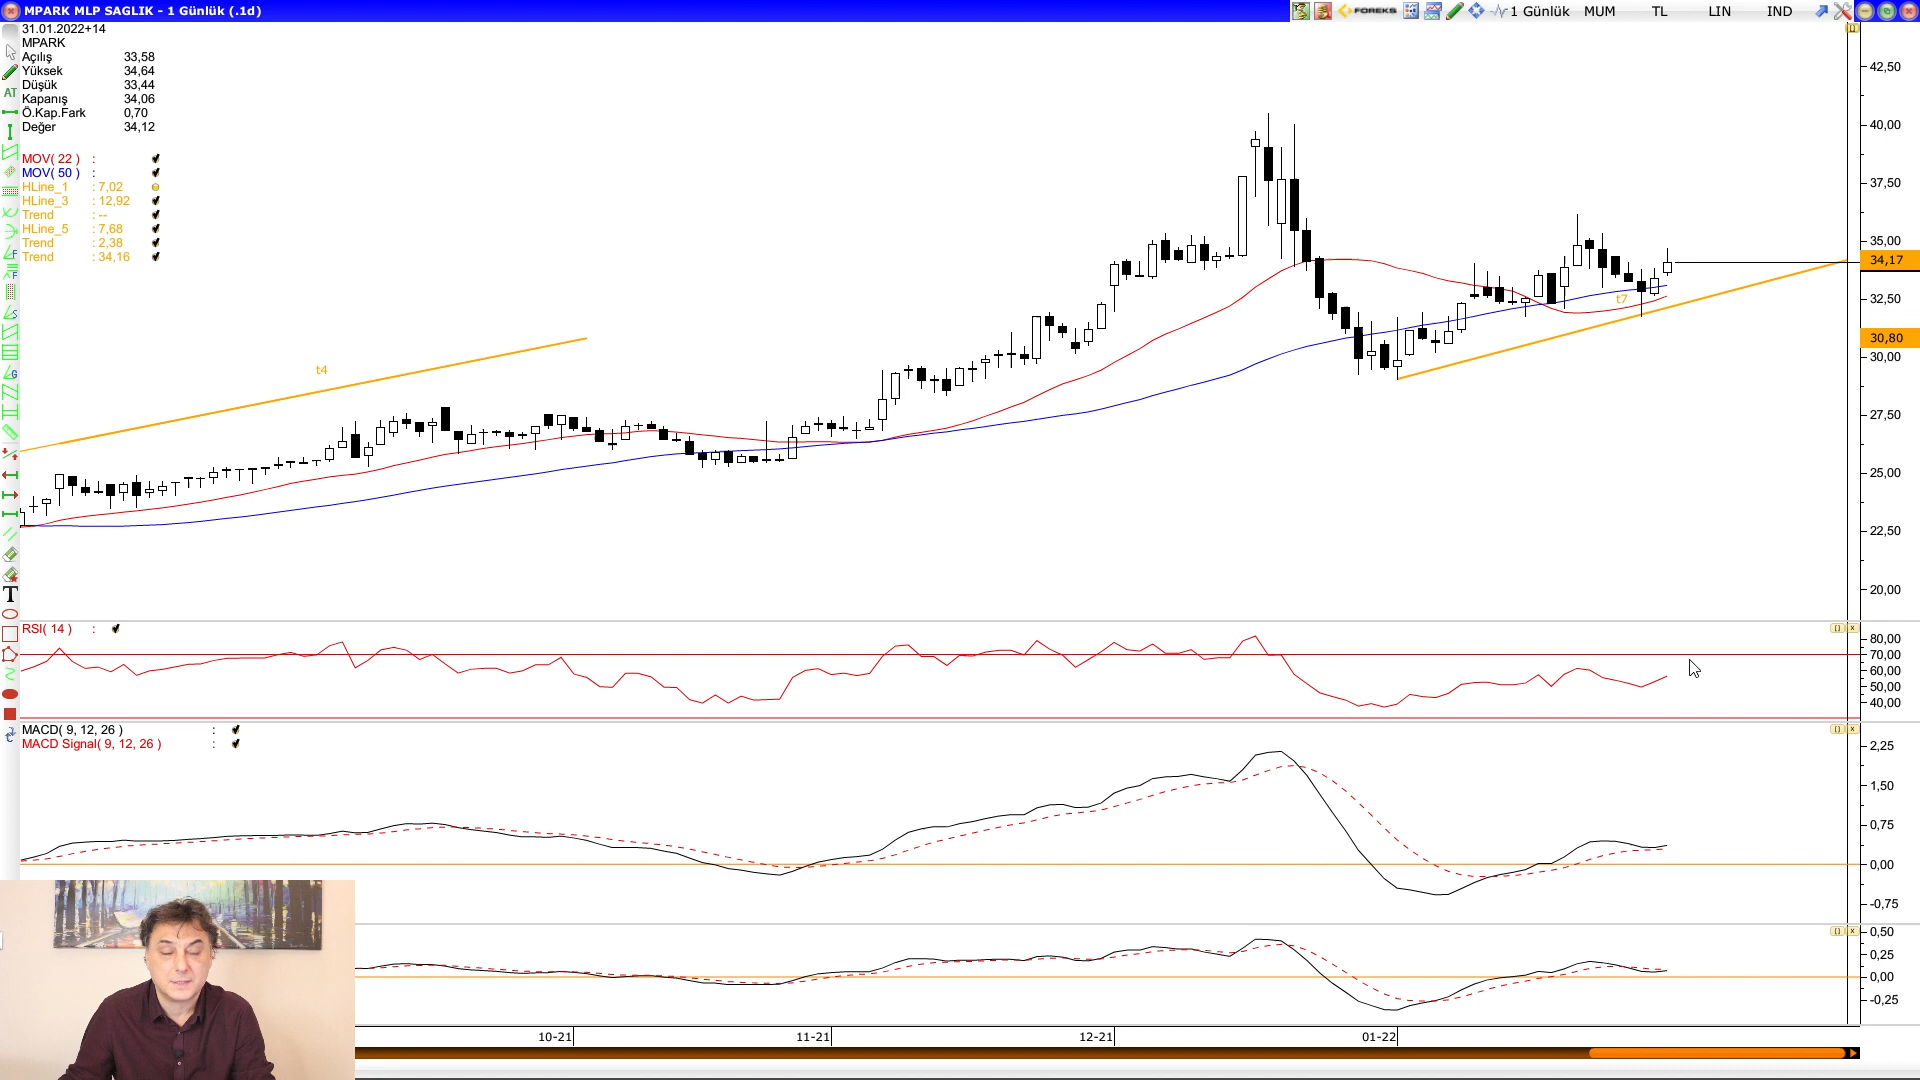 MPARK MLP SAGLIK - 1 Günlük (.1d)
FOREKS
1 Günlük MUM TL LIN IND
31.01.2022+14
MPARK
Açılış 33,58
Yüksek 34,64
Düşük 33,44
Kapanış 34,06
Ö.Kap.Fark 0,70
Değer 34,12
MOV( 22 ) :
MOV( 50 ) :
HLine_1 : 7,02
HLine_3 : 12,92
Trend : --
HLine_5 : 7,68
Trend : 2,38
Trend : 34,16
AT
t4
t7
42,50
40,00
37,50
35,00
34,17
32,50
30,80
30,00
27,50
25,00
22,50
20,00
T
RSI( 14 ) :
80,00
70,00
60,00
50,00
40,00
MACD( 9, 12, 26 ) :
MACD Signal( 9, 12, 26 ) :
2,25
1,50
0,75
0,00
-0,75
0,50
0,25
0,00
-0,25
10-21 11-21 12-21 01-22